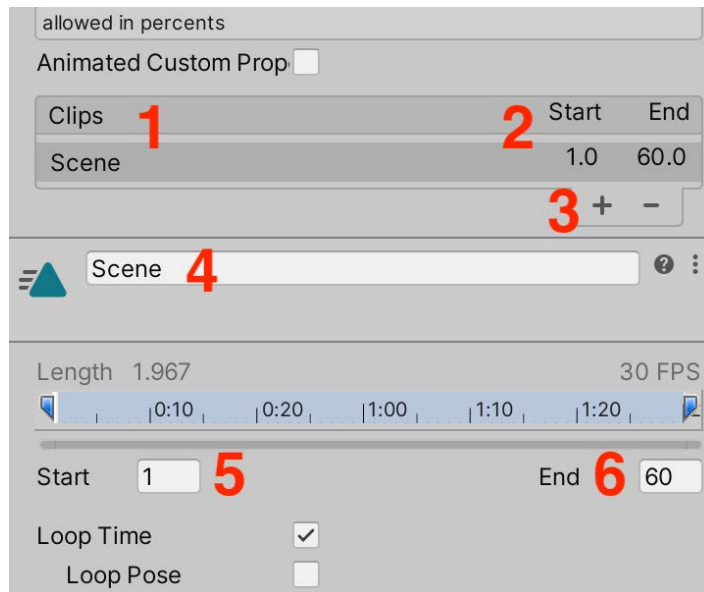 allowed in percents
Animated Custom Prop
Clips 1 2 Start End
Scene 1.0 60.0
3 + −
Scene 4
Length 1.967 30 FPS
0:10 0:20 1:00 1:10 1:20
Start 1 5 End 6 60
Loop Time
Loop Pose